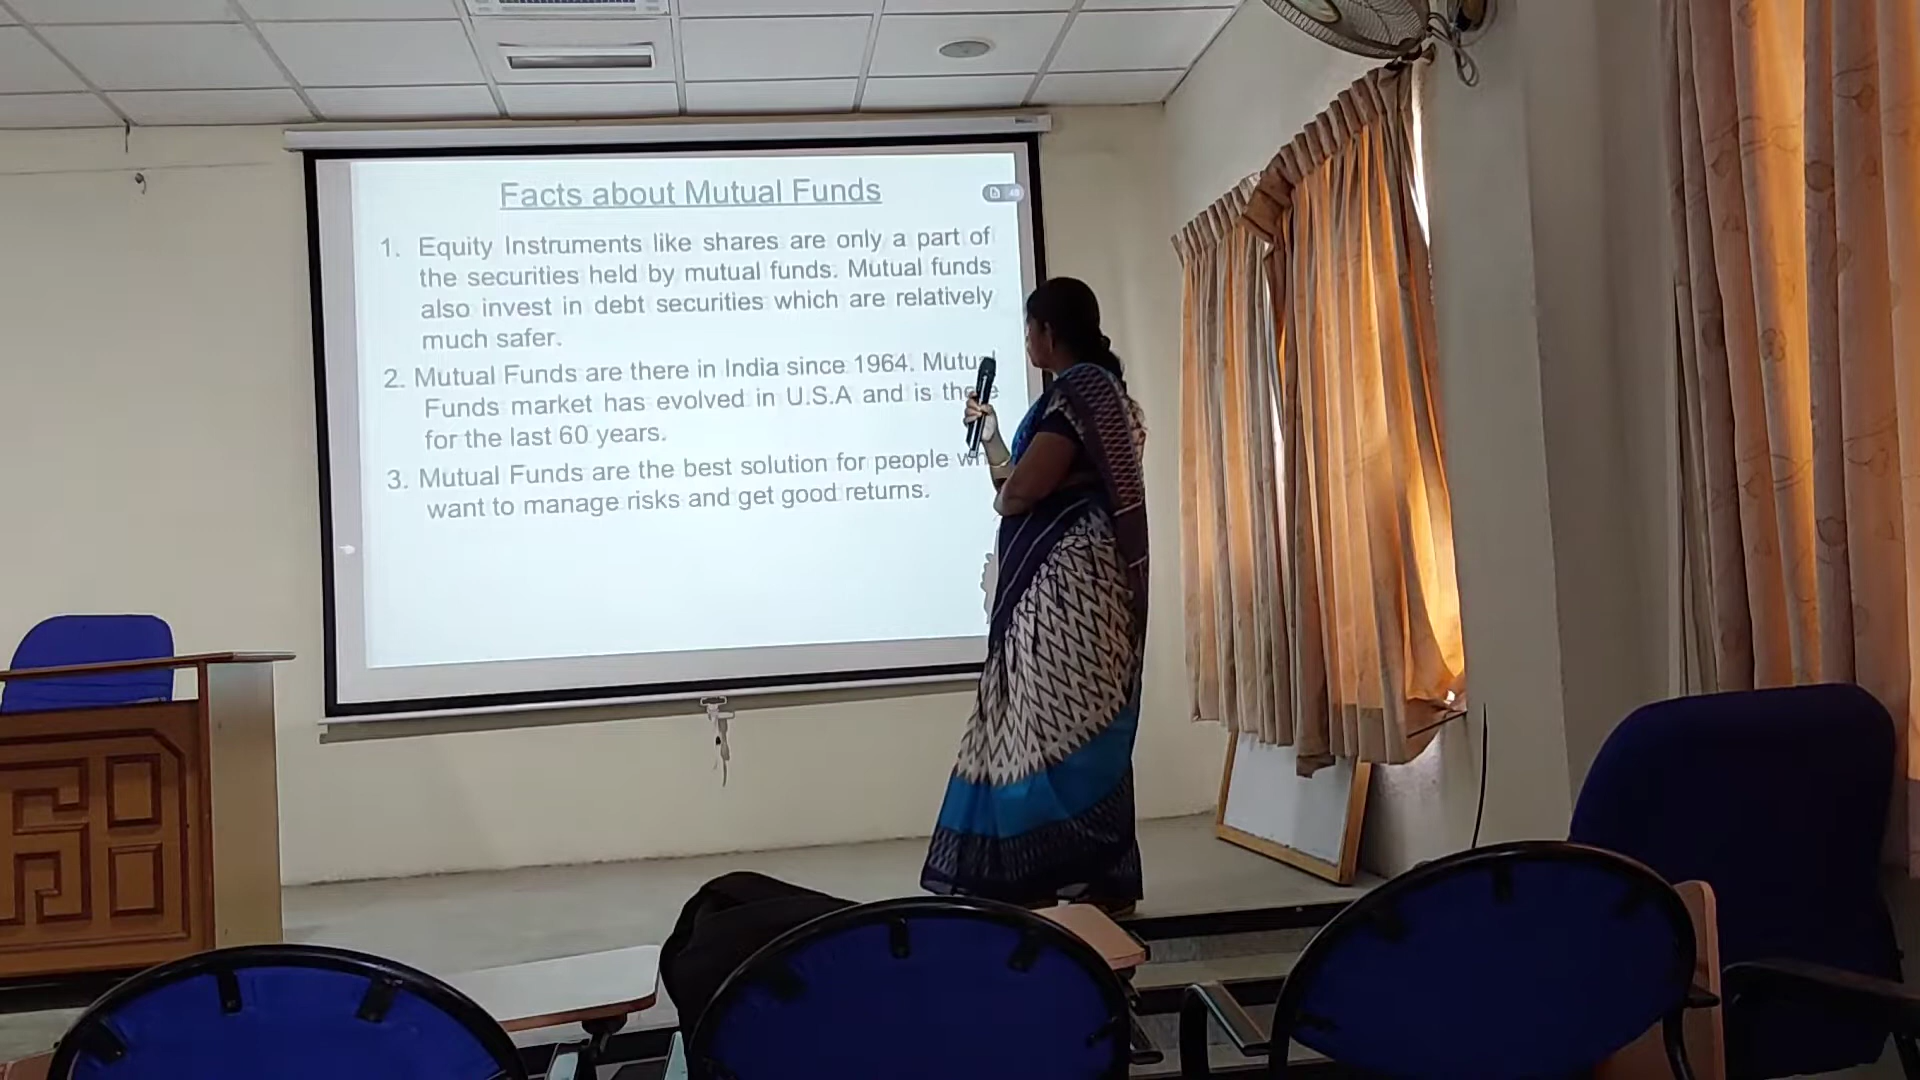 Facts about Mutual Funds
1. Equity Instruments like shares are only a part of
the securities held by mutual funds. Mutual funds
also invest in debt securities which are relatively
much safer.
2. Mutual Funds are there in India since 1964. Mutual
Funds market has evolved in U.S.A and is there
for the last 60 years.
3. Mutual Funds are the best solution for people
want to manage risks and get good returns.